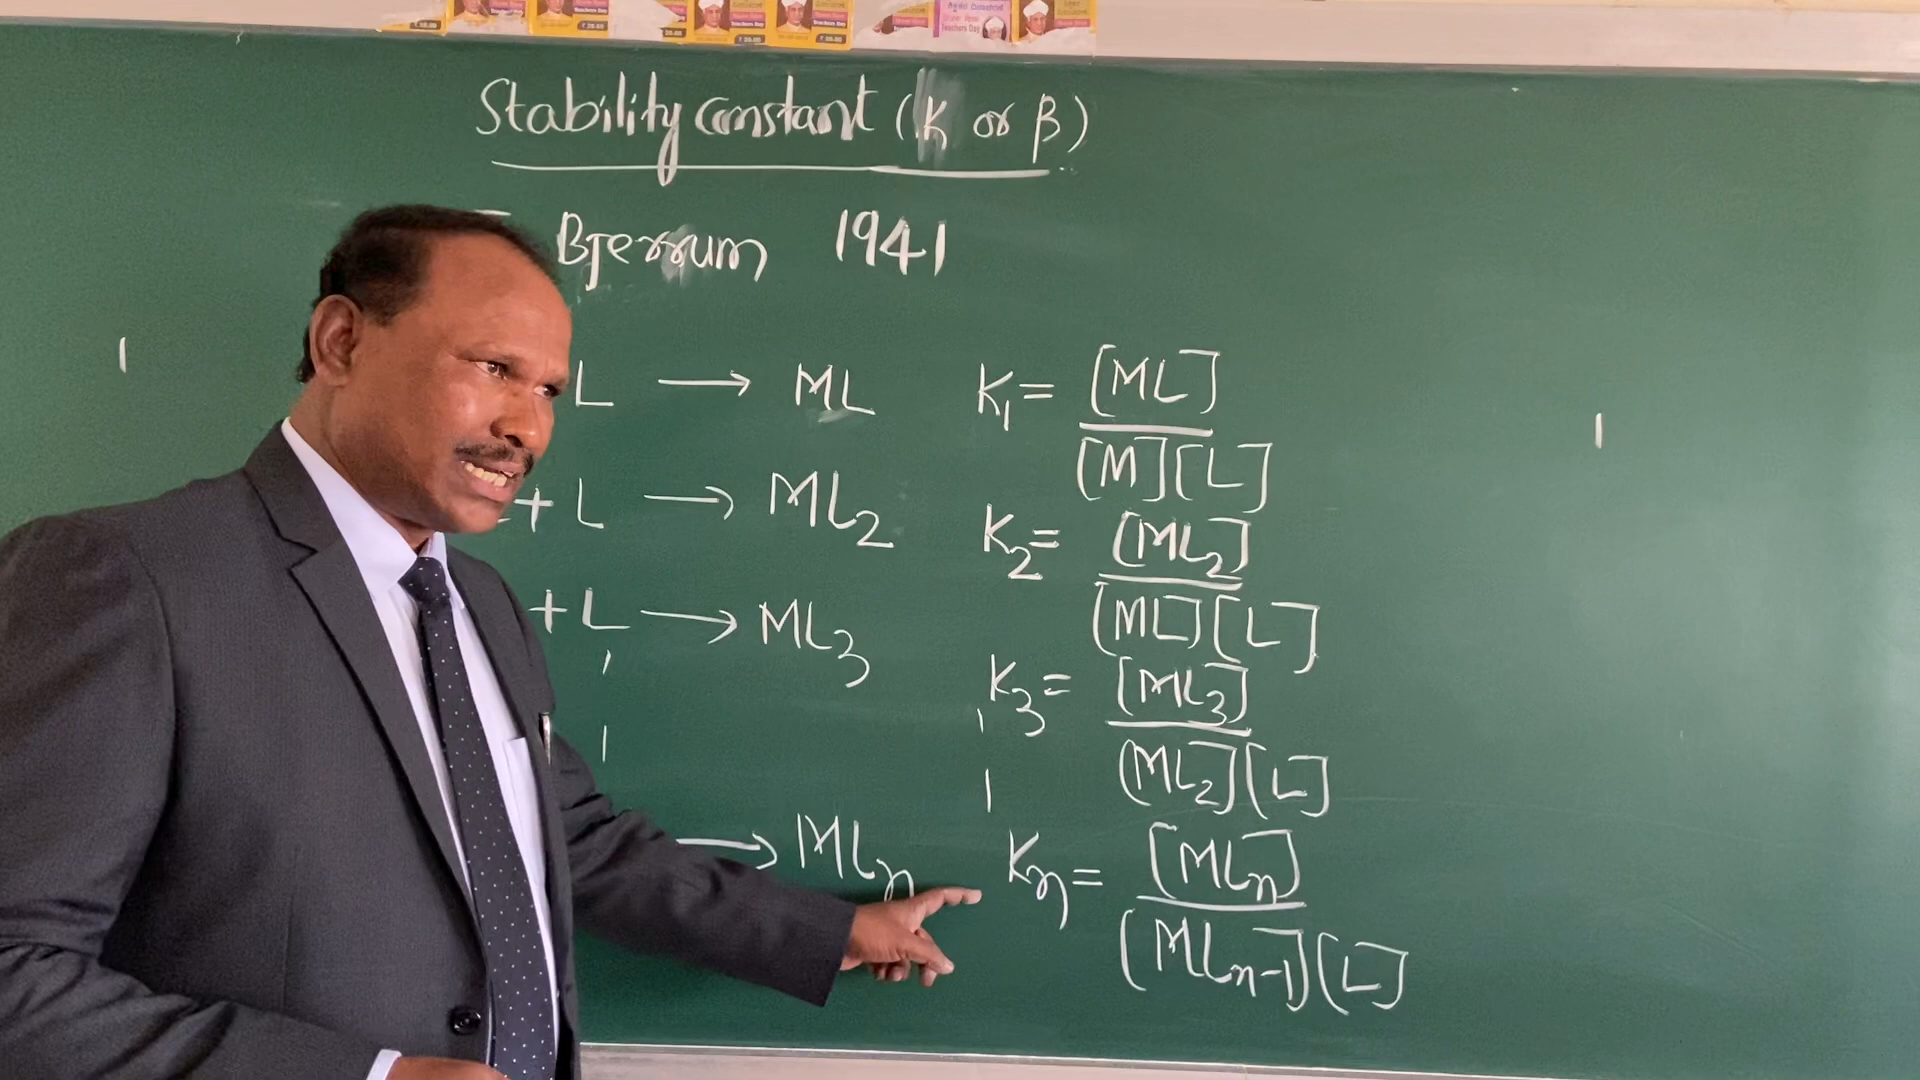 Stability constant (K or β)
Bjerrum 1941
L → ML K₁ = [ML] / [M][L]
+ L → ML₂ K₂ = [ML₂] / [ML][L]
+ L → ML₃ K₃ = [ML₃] / [ML₂][L]
→ MLₙ Kₙ = [MLₙ] / [MLₙ₋₁][L]